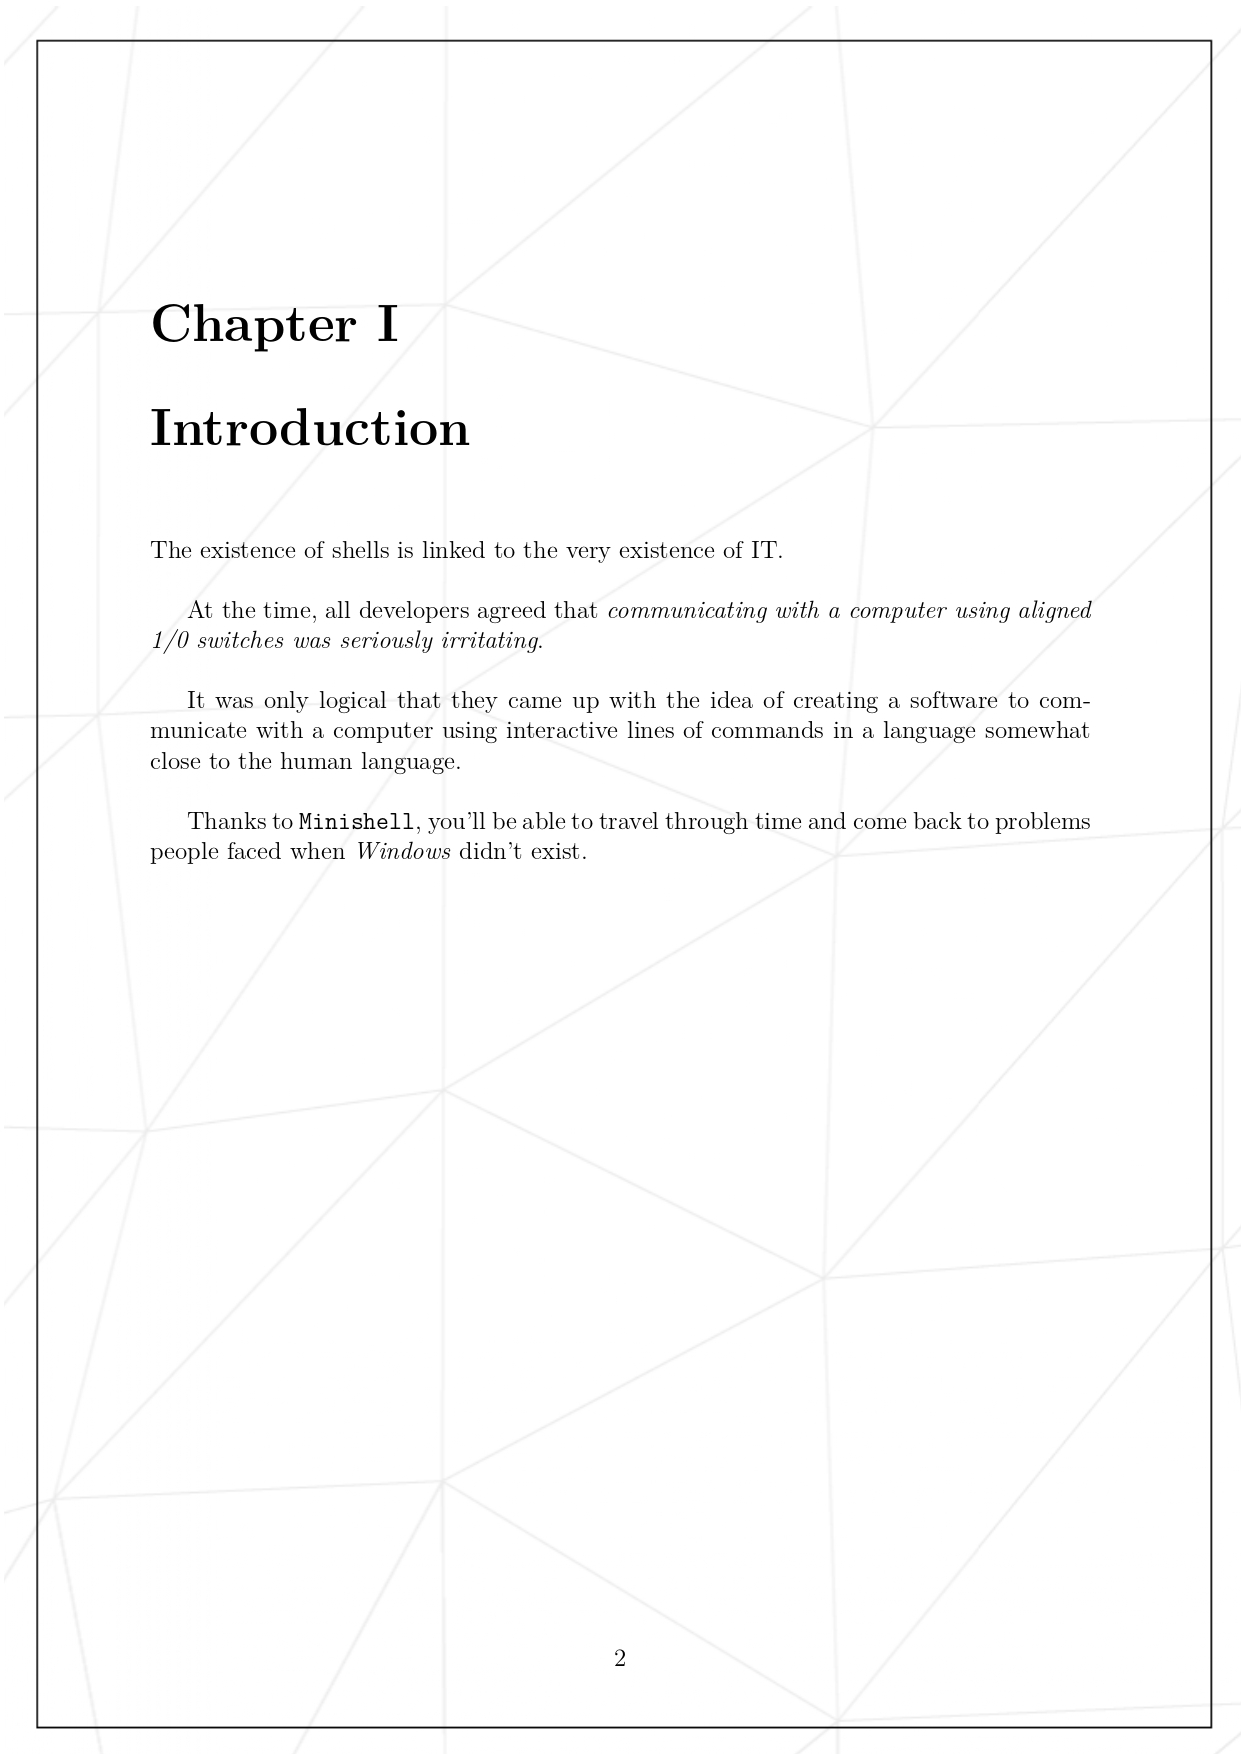 Chapter I
Introduction
The existence of shells is linked to the very existence of IT.
At the time, all developers agreed that communicating with a computer using aligned
1/0 switches was seriously irritating.
It was only logical that they came up with the idea of creating a software to com-
municate with a computer using interactive lines of commands in a language somewhat
close to the human language.
Thanks to Minishell, you'll be able to travel through time and come back to problems
people faced when Windows didn't exist.
2